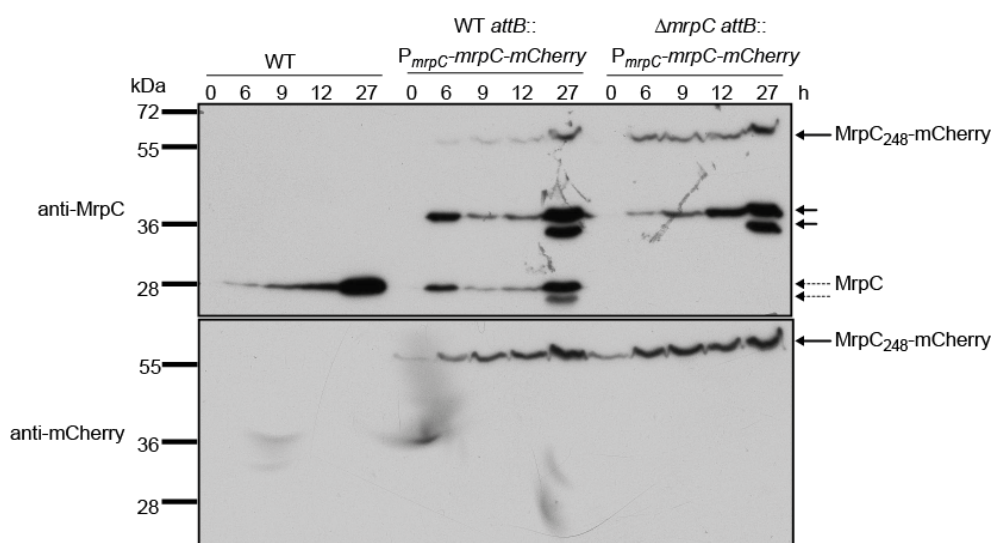 WT attB:: ΔmrpC attB::
WT PmrpC-mrpC-mCherry PmrpC-mrpC-mCherry
kDa 0 6 9 12 27 0 6 9 12 27 0 6 9 12 27 h
72
MrpC248-mCherry
55
anti-MrpC
36
28 MrpC
MrpC248-mCherry
55
anti-mCherry
36
28